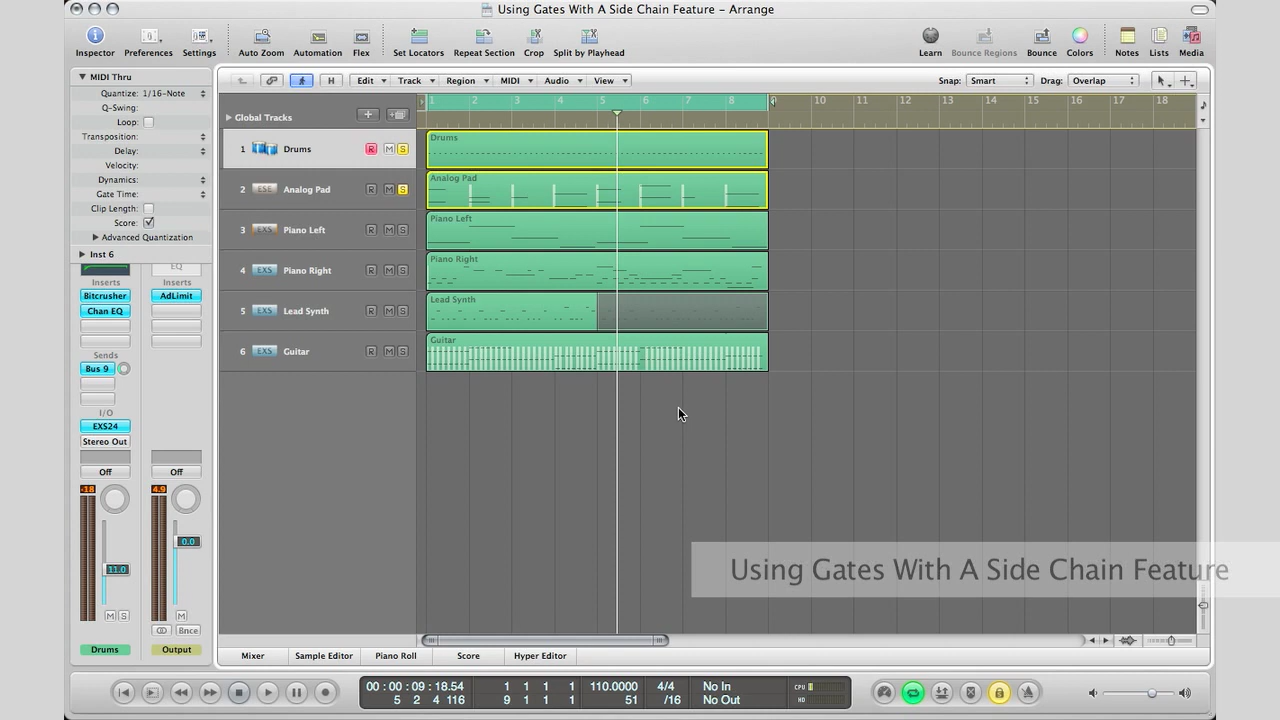 Using Gates With A Side Chain Feature – Arrange
Inspector Preferences Settings Auto Zoom Automation Flex Set Locators Repeat Section Crop Split by Playhead Learn Bounce Regions Bounce Colors Notes Lists Media
MIDI Thru
Edit Track Region MIDI Audio View Snap: Smart Drag: Overlap
Quantize: 1/16-Note
Q-Swing:
Loop:
Transposition:
Delay:
Velocity:
Dynamics:
Gate Time:
Clip Length:
Score:
Advanced Quantization
Inst 6
EQ
Inserts Inserts
Bitcrusher AdLimit
Chan EQ
Sends
Bus 9
I/O
EXS24
Stereo Out
Off Off
-18 4.9
0.0
11.0
M S M
Bnce
Drums Output
H
1 2 3 4 5 6 7 8 9 10 11 12 13 14 15 16 17 18
Global Tracks
1 Drums R M S
2 ESE Analog Pad R M S
3 EXS Piano Left R M S
4 EXS Piano Right R M S
5 EXS Lead Synth R M S
6 EXS Guitar R M S
Drums
Analog Pad
Piano Left
Piano Right
Lead Synth
Guitar
Using Gates With A Side Chain Feature
Mixer Sample Editor Piano Roll Score Hyper Editor
00 : 00 : 09 : 18.54 1 1 1 1 110.0000 4/4 No In CPU
5 2 4 116 9 1 1 1 51 /16 No Out HD